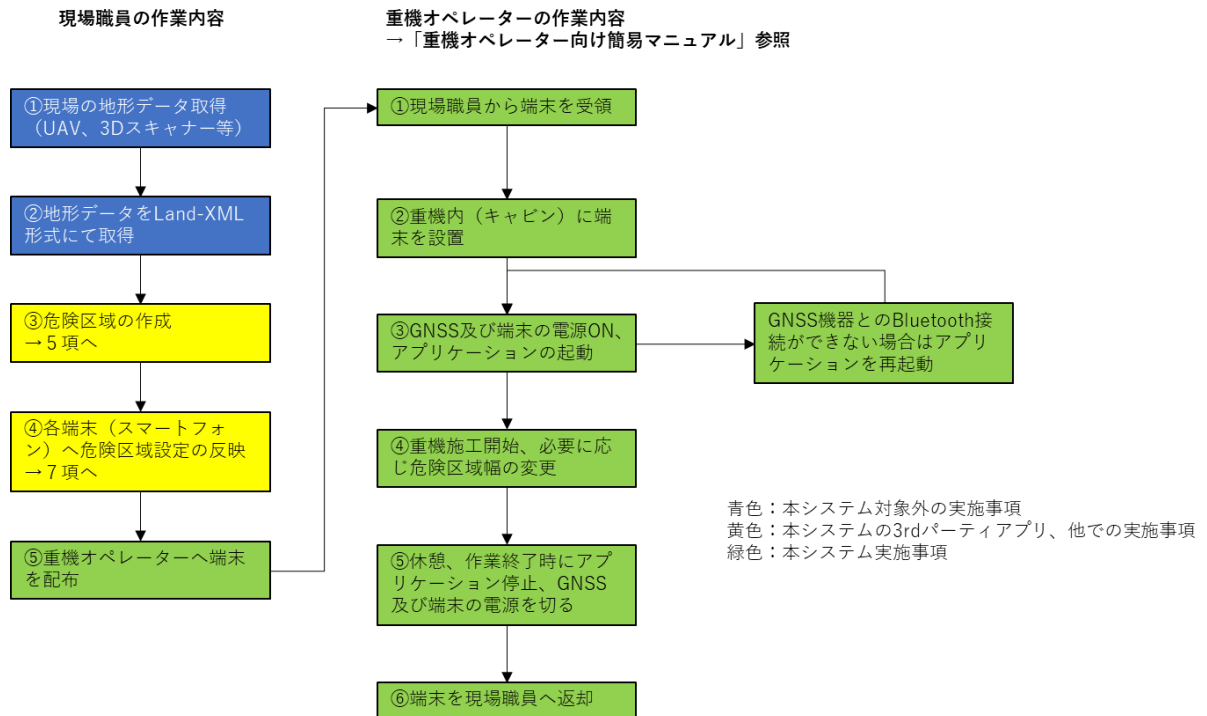 現場職員の作業内容
①現場の地形データ取得
（UAV、3Dスキャナー等）
②地形データをLand-XML
形式にて取得
③危険区域の作成
→５項へ
④各端末（スマートフォ
ン）へ危険区域設定の反映
→７項へ
⑤重機オペレーターへ端末
を配布
重機オペレーターの作業内容
→「重機オペレーター向け簡易マニュアル」参照
①現場職員から端末を受領
②重機内（キャビン）に端
末を設置
③GNSS及び端末の電源ON、
アプリケーションの起動
GNSS機器とのBluetooth接
続ができない場合はアプリ
ケーションを再起動
④重機施工開始、必要に応
じ危険区域幅の変更
⑤休憩、作業終了時にアプ
リケーション停止、GNSS
及び端末の電源を切る
⑥端末を現場職員へ返却
青色：本システム対象外の実施事項
黄色：本システムの3rdパーティアプリ、他での実施事項
緑色：本システム実施事項